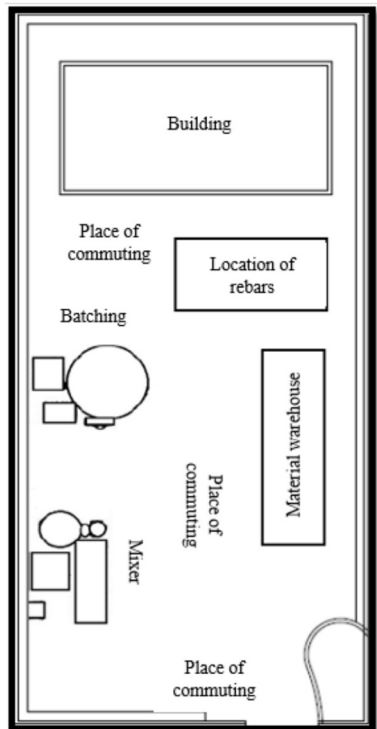 Building
Place of
commuting
Location of
rebars
Batching
Material warehouse
Place of
commuting
Mixer
Place of
commuting